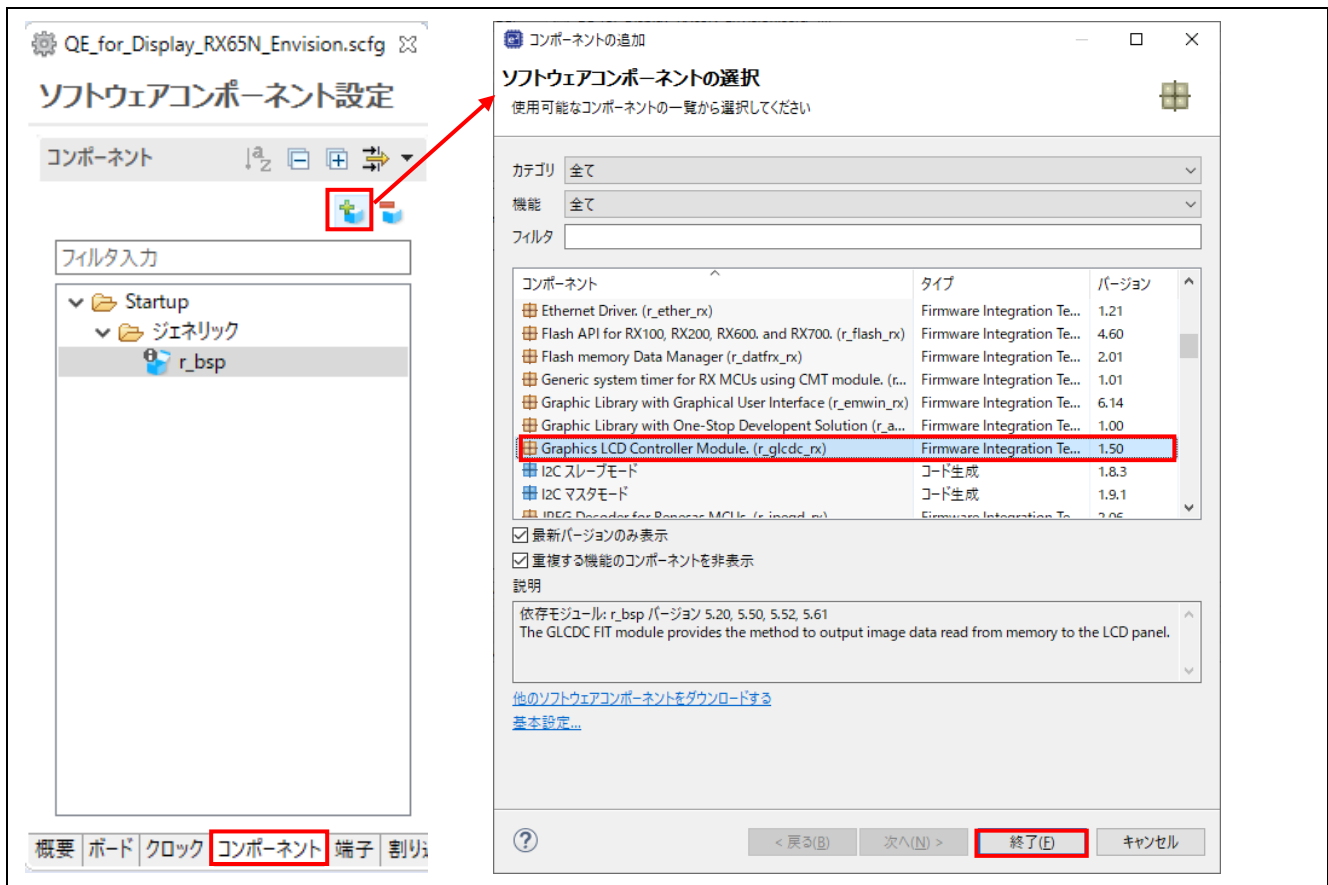 QE_for_Display_RX65N_Envision.scfg
ソフトウェアコンポーネント設定
コンポーネント
フィルタ入力
Startup
ジェネリック
r_bsp
概要 ボード クロック コンポーネント 端子
コンポーネントの追加
ソフトウェアコンポーネントの選択
使用可能なコンポーネントの一覧から選択してください
カテゴリ 全て
機能 全て
フィルタ
コンポーネント タイプ バージョン
Ethernet Driver. (r_ether_rx) Firmware Integration Te... 1.21
Flash API for RX100, RX200, RX600. and RX700. (r_flash_rx) Firmware Integration Te... 4.60
Flash memory Data Manager (r_datfrx_rx) Firmware Integration Te... 2.01
Generic system timer for RX MCUs using CMT module. (r... Firmware Integration Te... 1.01
Graphic Library with Graphical User Interface (r_emwin_rx) Firmware Integration Te... 6.14
Graphic Library with One-Stop Developent Solution (r_a... Firmware Integration Te... 1.00
Graphics LCD Controller Module. (r_glcdc_rx) Firmware Integration Te... 1.50
I2C スレーブモード コード生成 1.8.3
I2C マスタモード コード生成 1.9.1
最新バージョンのみ表示
重複する機能のコンポーネントを非表示
説明
依存モジュール: r_bsp バージョン 5.20, 5.50, 5.52, 5.61
The GLCDC FIT module provides the method to output image data read from memory to the LCD panel.
他のソフトウェアコンポーネントをダウンロードする
基本設定...
< 戻る(B) 次へ(N) > 終了(F) キャンセル